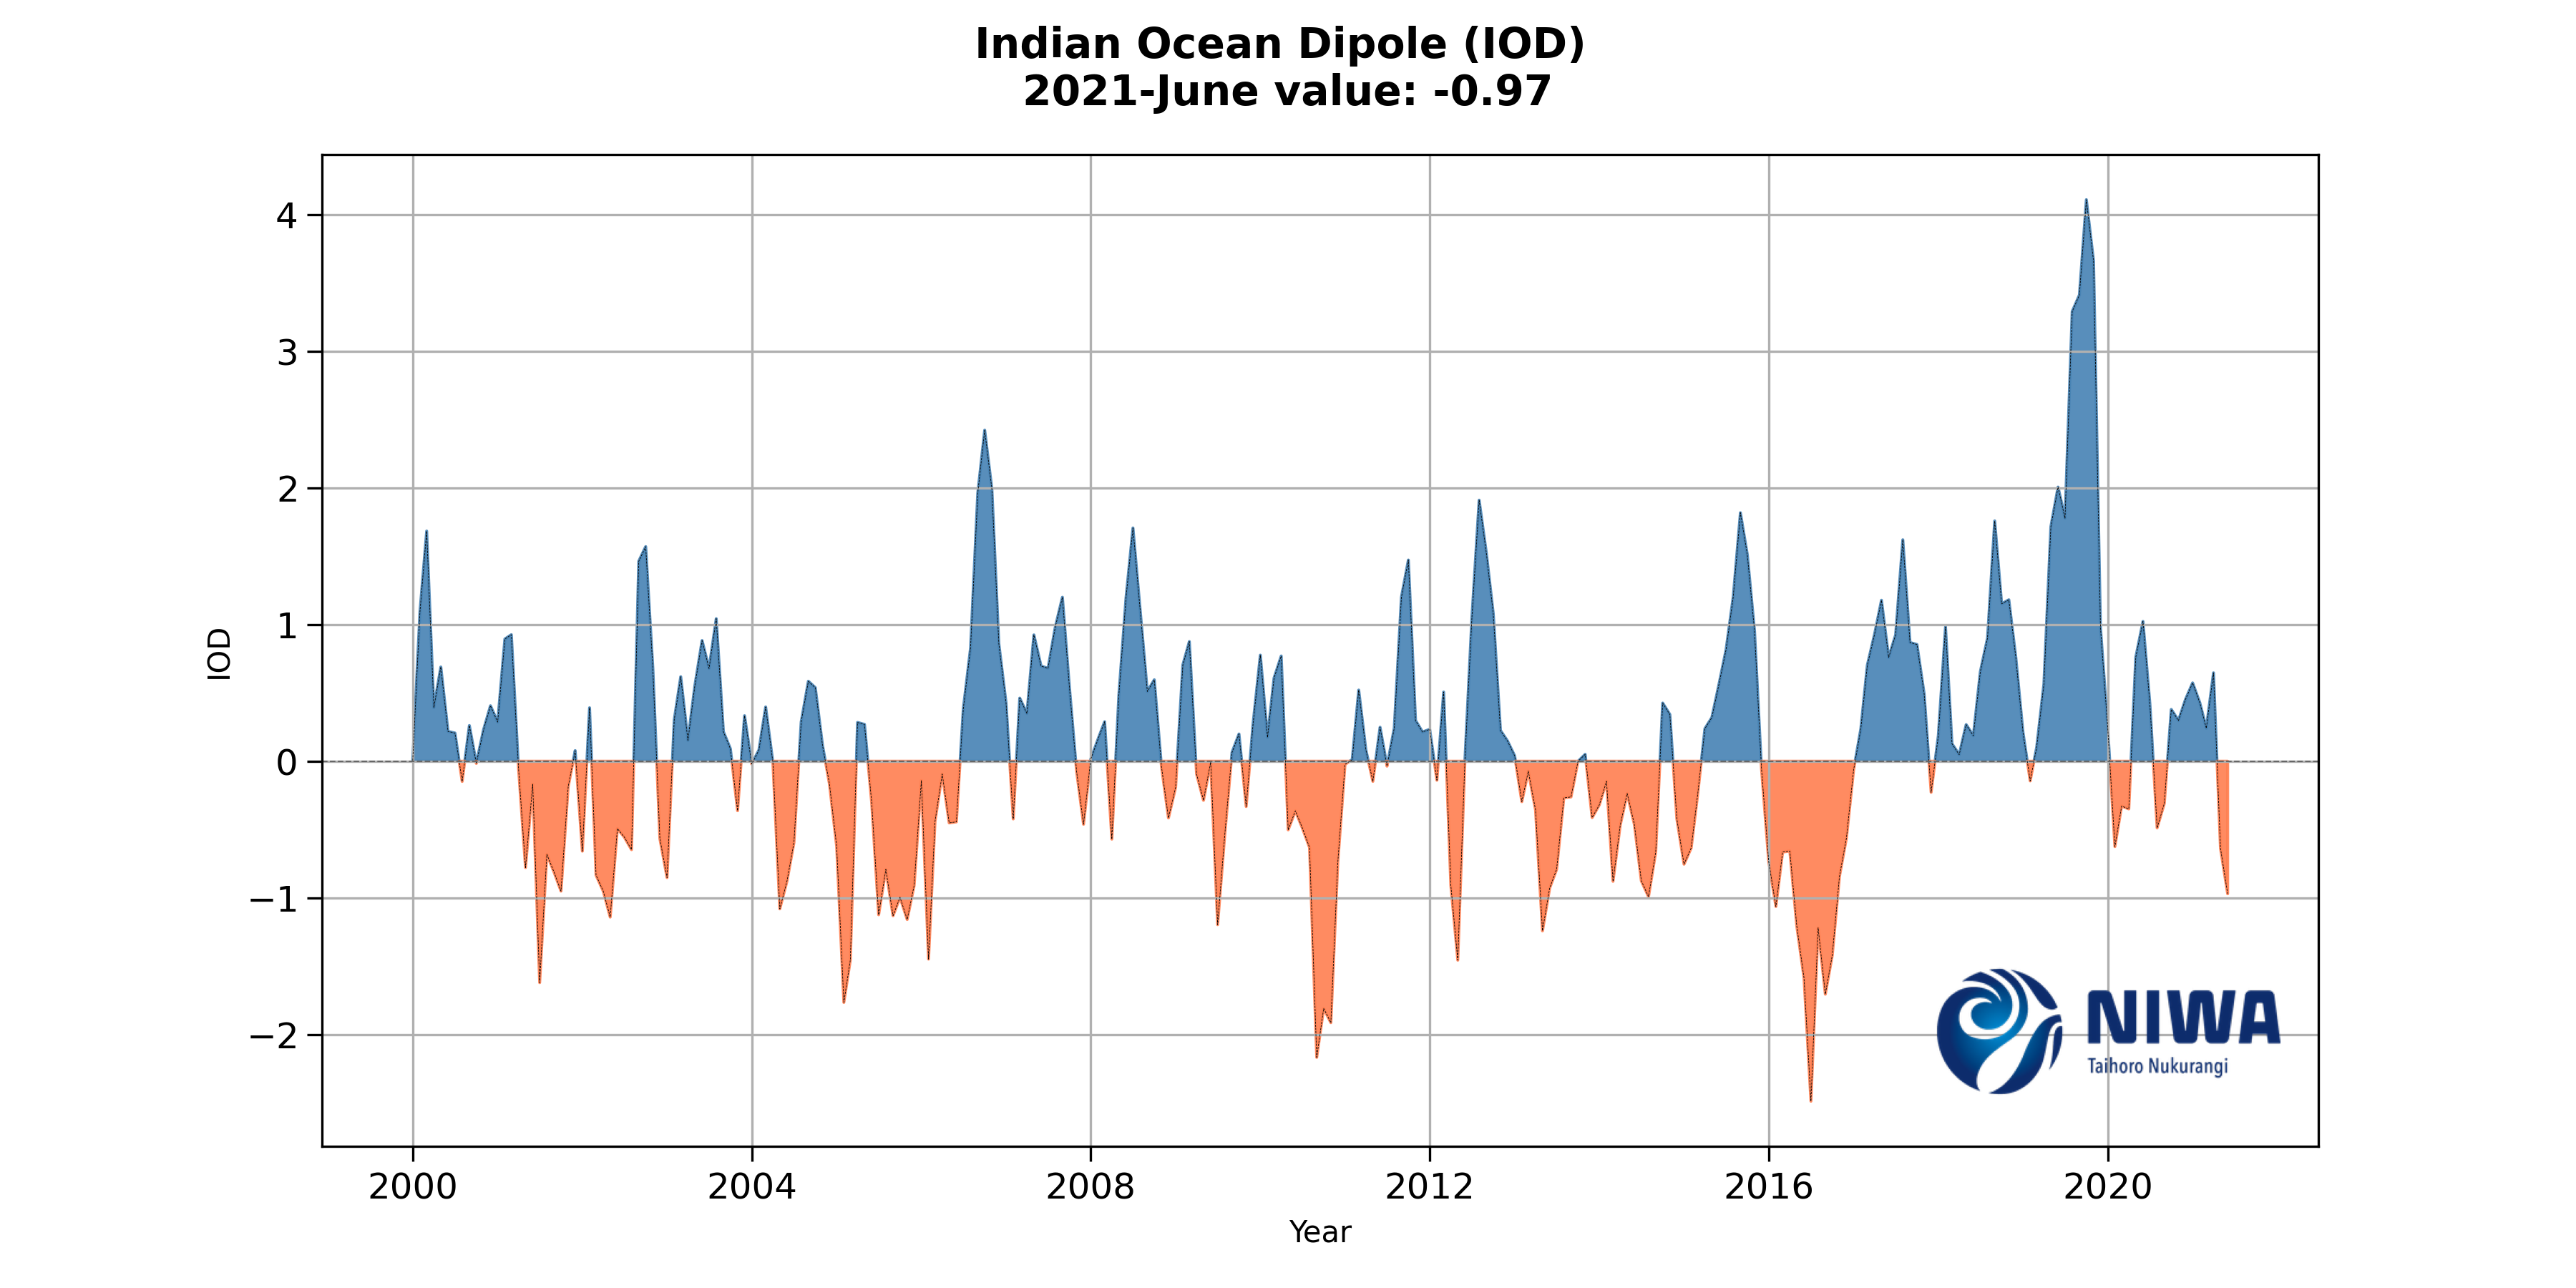 Indian Ocean Dipole (IOD)
2021-June value: -0.97
4
3
2
1
0
−1
−2
IOD
2000
2004
2008
2012
2016
2020
Year
NIWA
Taihoro Nukurangi